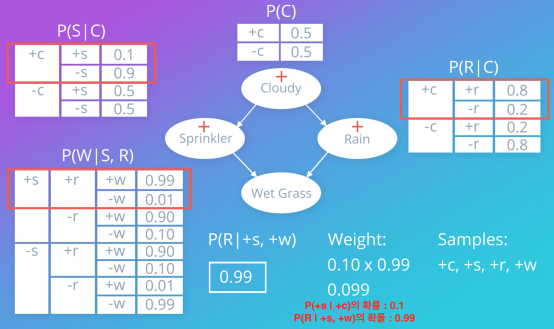 P(C)
+c 0.5
-c 0.5
P(S|C)
+c +s 0.1
-s 0.9
-c +s 0.5
-s 0.5
P(R|C)
+c +r 0.8
-r 0.2
-c +r 0.2
-r 0.8
+
Cloudy
+
Sprinkler
+
Rain
Wet Grass
P(W|S, R)
+s +r +w 0.99
-w 0.01
-r +w 0.90
-w 0.10
-s +r +w 0.90
-w 0.10
-r +w 0.01
-w 0.99
P(R|+s, +w)
0.99
Weight:
0.10 x 0.99
0.099
Samples:
+c, +s, +r, +w
P(+s | +c)의 확률 : 0.1
P(R | +s, +w)의 확률 : 0.99